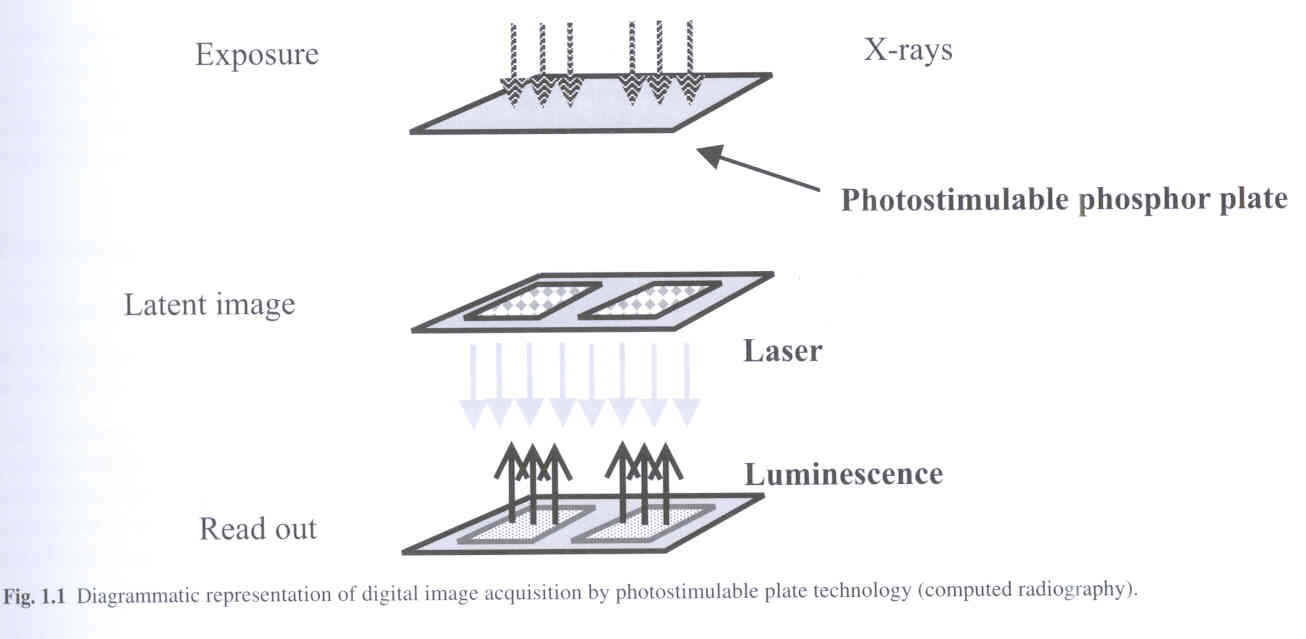 Exposure
X-rays
Photostimulable phosphor plate
Latent image
Laser
Luminescence
Read out
Fig. 1.1 Diagrammatic representation of digital image acquisition by photostimulable plate technology (computed radiography).